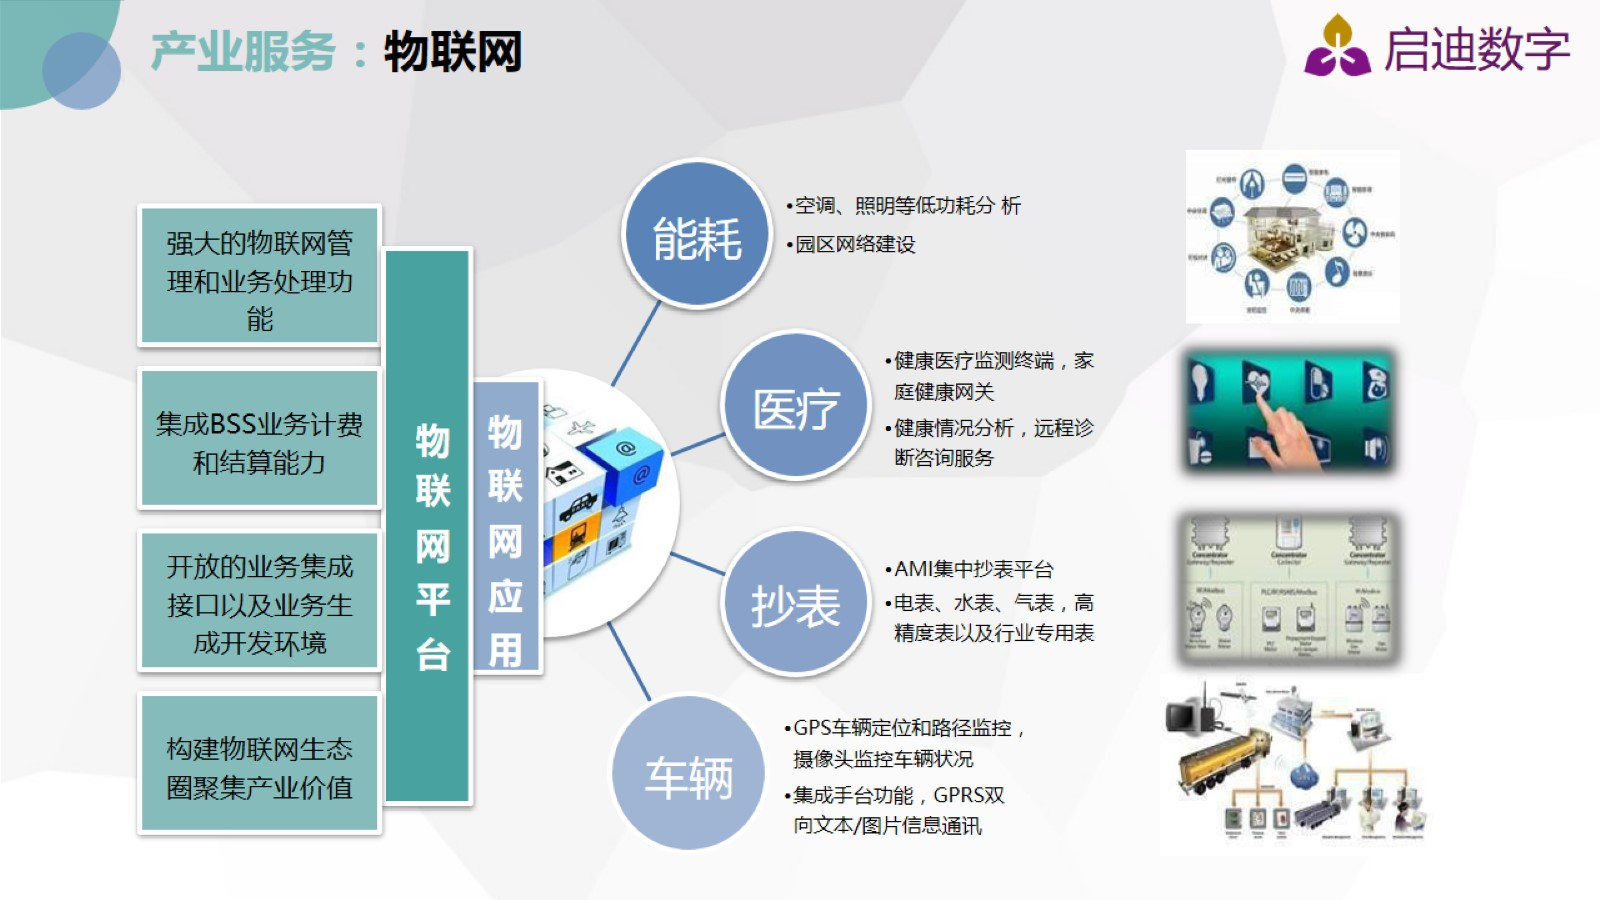 产业服务：物联网
启迪数字
强大的物联网管
理和业务处理功
能
集成BSS业务计费
和结算能力
开放的业务集成
接口以及业务生
成开发环境
构建物联网生态
圈聚集产业价值
物联网平台
物联网应用
能耗
•空调、照明等低功耗分 析
•园区网络建设
医疗
•健康医疗监测终端，家
庭健康网关
•健康情况分析，远程诊
断咨询服务
抄表
•AMI集中抄表平台
•电表、水表、气表，高
精度表以及行业专用表
车辆
•GPS车辆定位和路径监控，
摄像头监控车辆状况
•集成手台功能，GPRS双
向文本/图片信息通讯
Concentrator
Concentrator
Concentrator